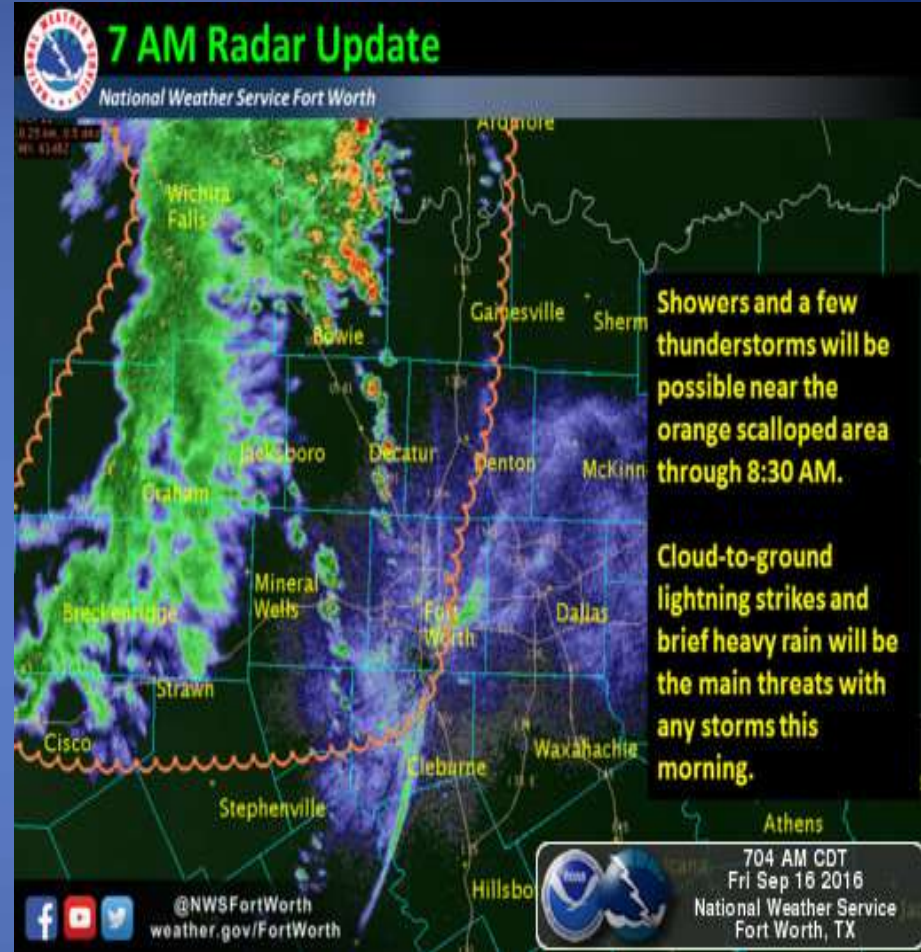 7 AM Radar Update
National Weather Service Fort Worth
NATIONAL WEATHER SERVICE
Ardmore
Wichita
Falls
Gainesville
Sherm
Bowie
Showers and a few
thunderstorms will be
possible near the
orange scalloped area
through 8:30 AM.
Jacksboro
Decatur
Denton
McKinn
Graham
Cloud-to-ground
lightning strikes and
brief heavy rain will be
the main threats with
any storms this
morning.
Mineral
Wells
Breckenridge
Fort
Worth
Dallas
Strawn
Cisco
Cleburne
Waxahachie
Stephenville
Athens
Hillsbo
704 AM CDT
Fri Sep 16 2016
National Weather Service
Fort Worth, TX
@NWSFortWorth
weather.gov/FortWorth